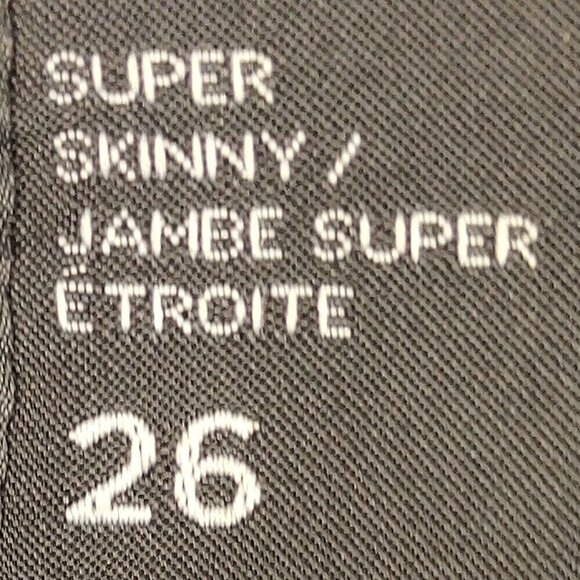 SUPER
SKINNY /
JAMBE SUPER
ÉTROITE
26